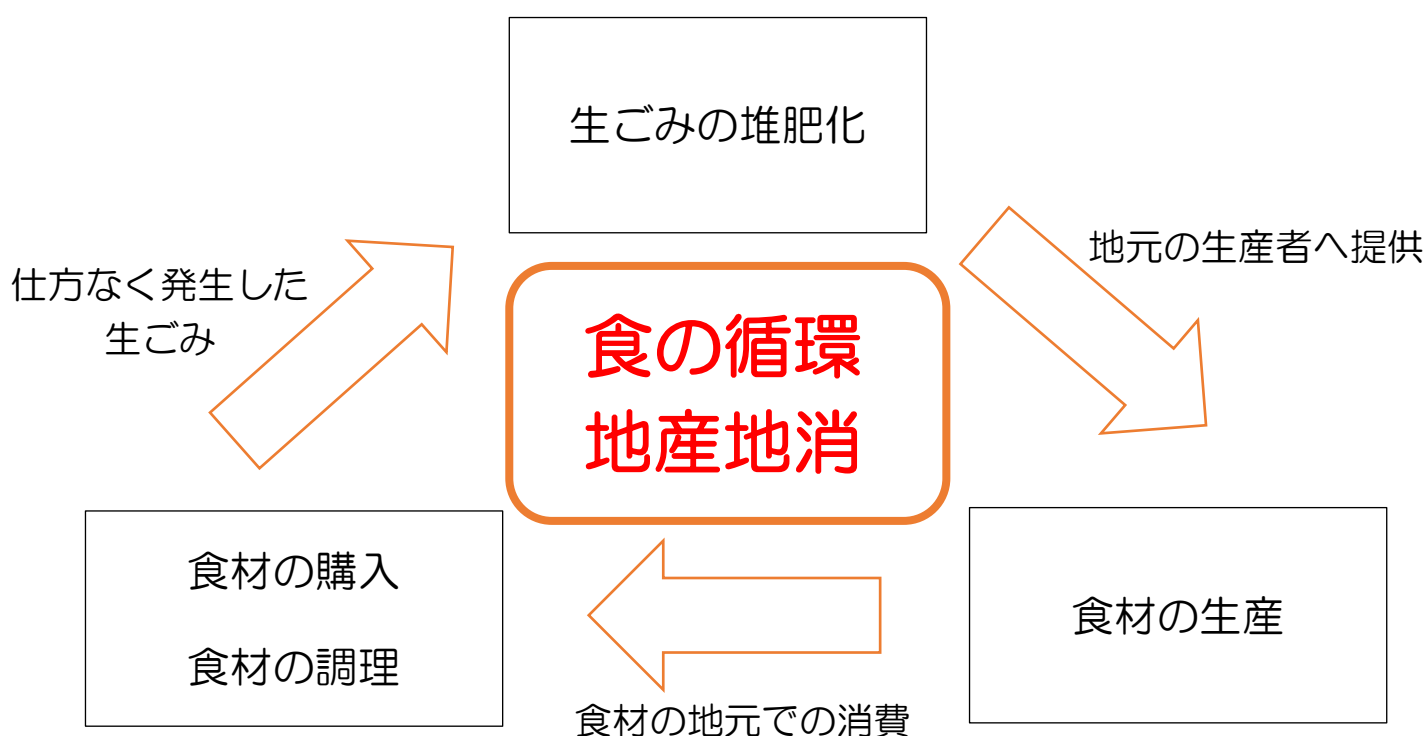 生ごみの堆肥化
地元の生産者へ提供
仕方なく発生した
生ごみ
食の循環
地産地消
食材の購入
食材の調理
食材の生産
食材の地元での消費